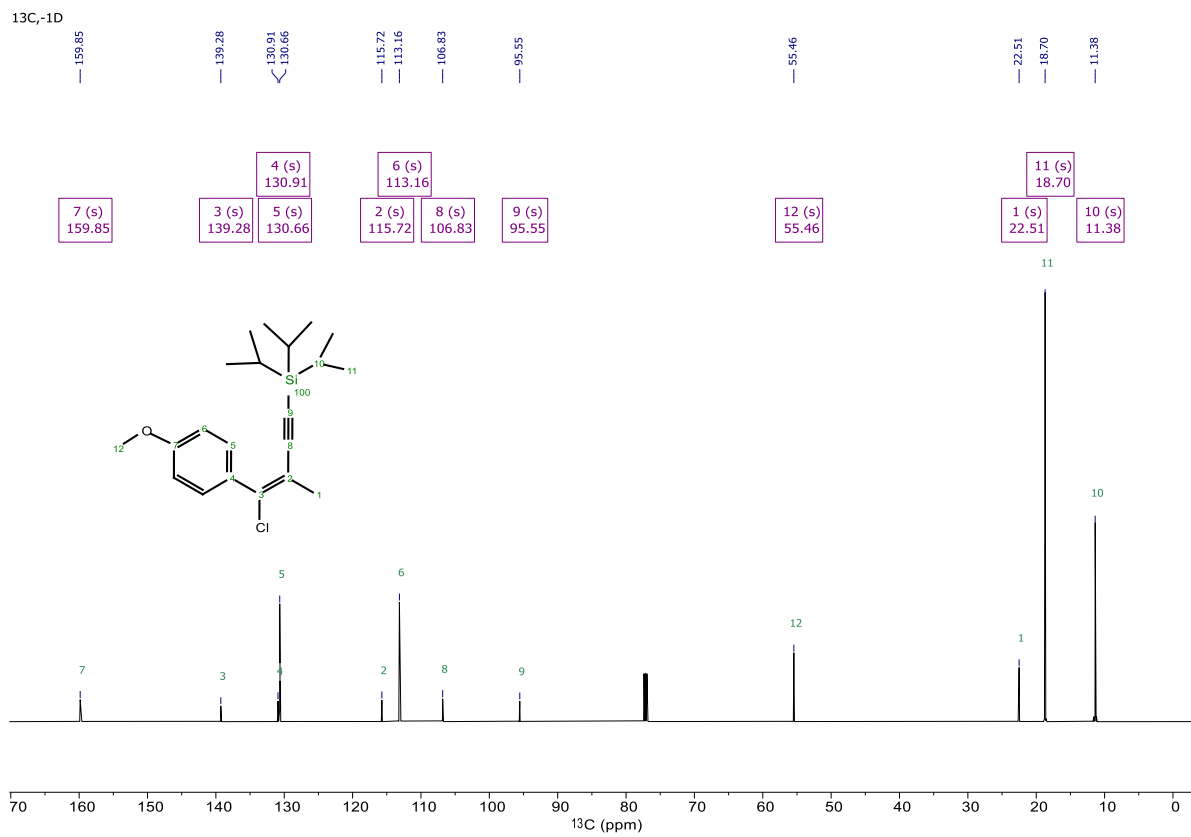 13C,-1D
159.85
139.28
130.91
130.66
115.72
113.16
106.83
95.55
55.46
22.51
18.70
11.38
4 (s)
130.91
6 (s)
113.16
11 (s)
18.70
7 (s)
159.85
3 (s)
139.28
5 (s)
130.66
2 (s)
115.72
8 (s)
106.83
9 (s)
95.55
12 (s)
55.46
1 (s)
22.51
10 (s)
11.38
11
10
11
Si
100
9
O
6
12
7
5
8
4
2
3
1
Cl
10
5
6
12
7
3
4
2
8
9
1
70 160 150 140 130 120 110 100 90 80 70 60 50 40 30 20 10 0
13C (ppm)